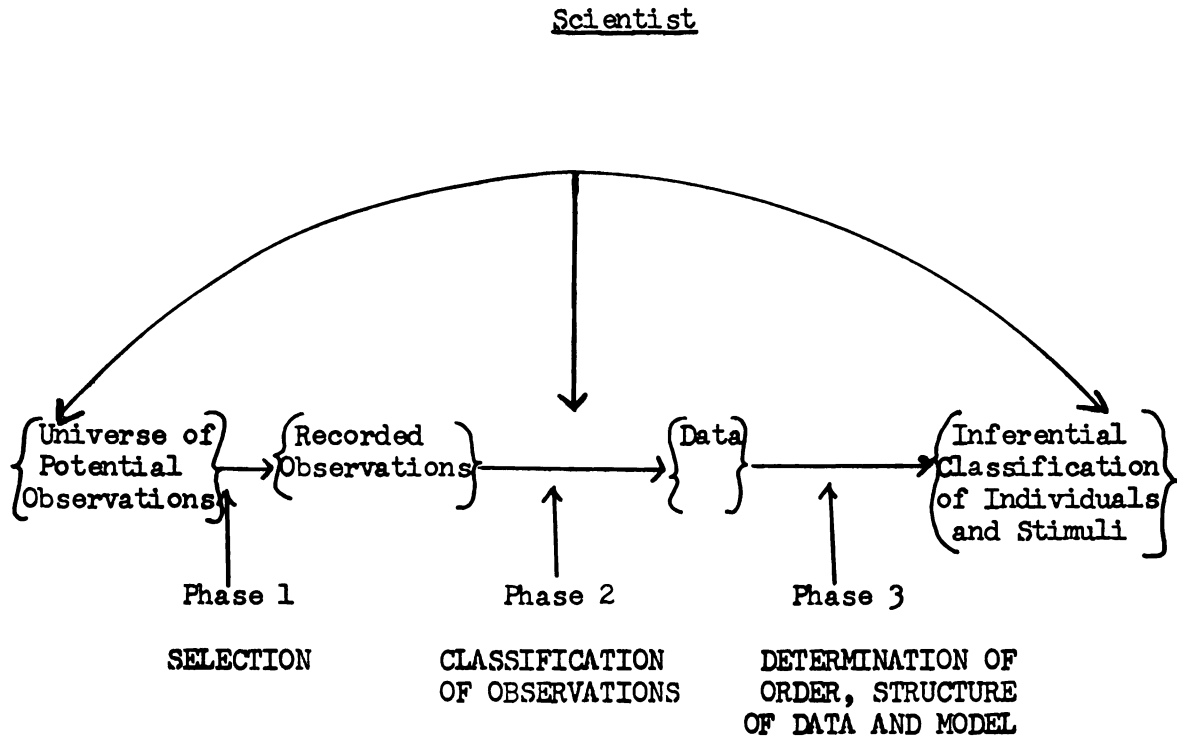 Scientist
Universe of
Potential
Observations
Recorded
Observations
Data
Inferential
Classification
of Individuals
and Stimuli
Phase 1
Phase 2
Phase 3
SELECTION
CLASSIFICATION
OF OBSERVATIONS
DETERMINATION OF
ORDER, STRUCTURE
OF DATA AND MODEL